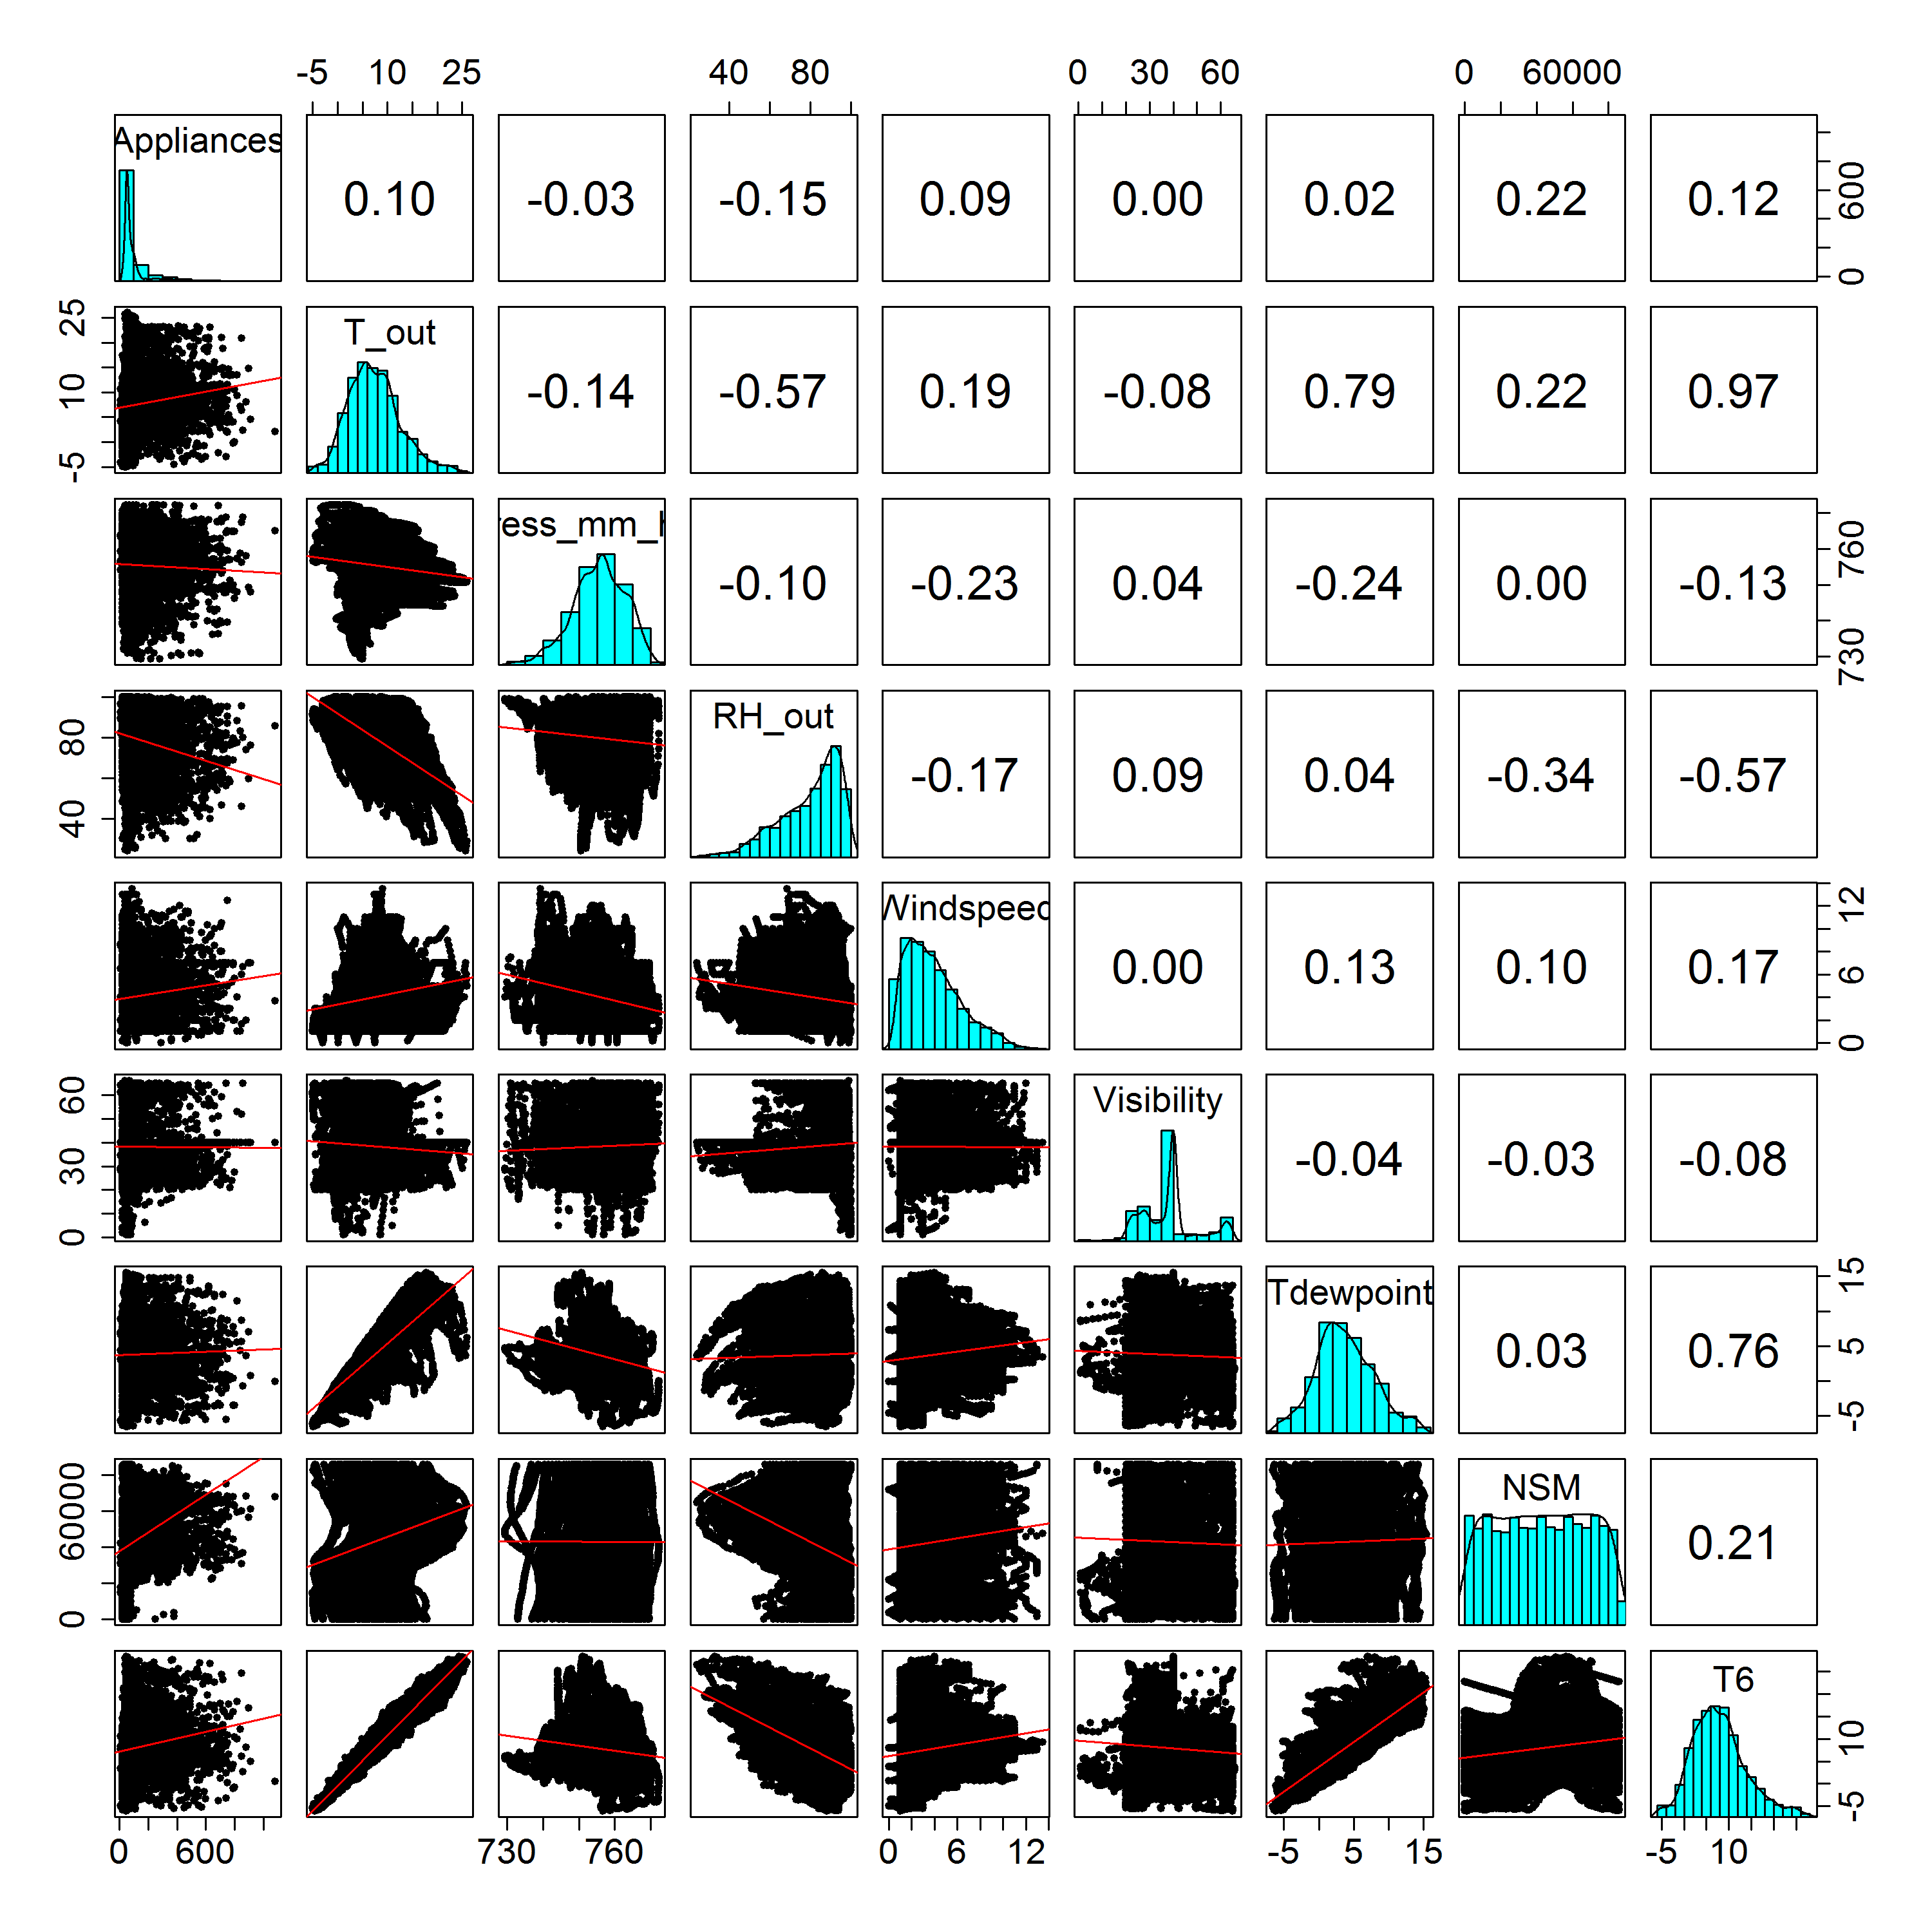 -5 10 25 40 80 0 30 60 0 60000
Appliances 0.10 -0.03 -0.15 0.09 0.00 0.02 0.22 0.12 0 600
-5 10 25 T_out -0.14 -0.57 0.19 -0.08 0.79 0.22 0.97
ress_mm_h -0.10 -0.23 0.04 -0.24 0.00 -0.13 730 760
40 80 RH_out -0.17 0.09 0.04 -0.34 -0.57
Windspeed 0.00 0.13 0.10 0.17 0 6 12
0 30 60 Visibility -0.04 -0.03 -0.08
Tdewpoint 0.03 0.76 -5 5 15
0 60000 NSM 0.21
T6 -5 10
0 600 730 760 0 6 12 -5 5 15 -5 10